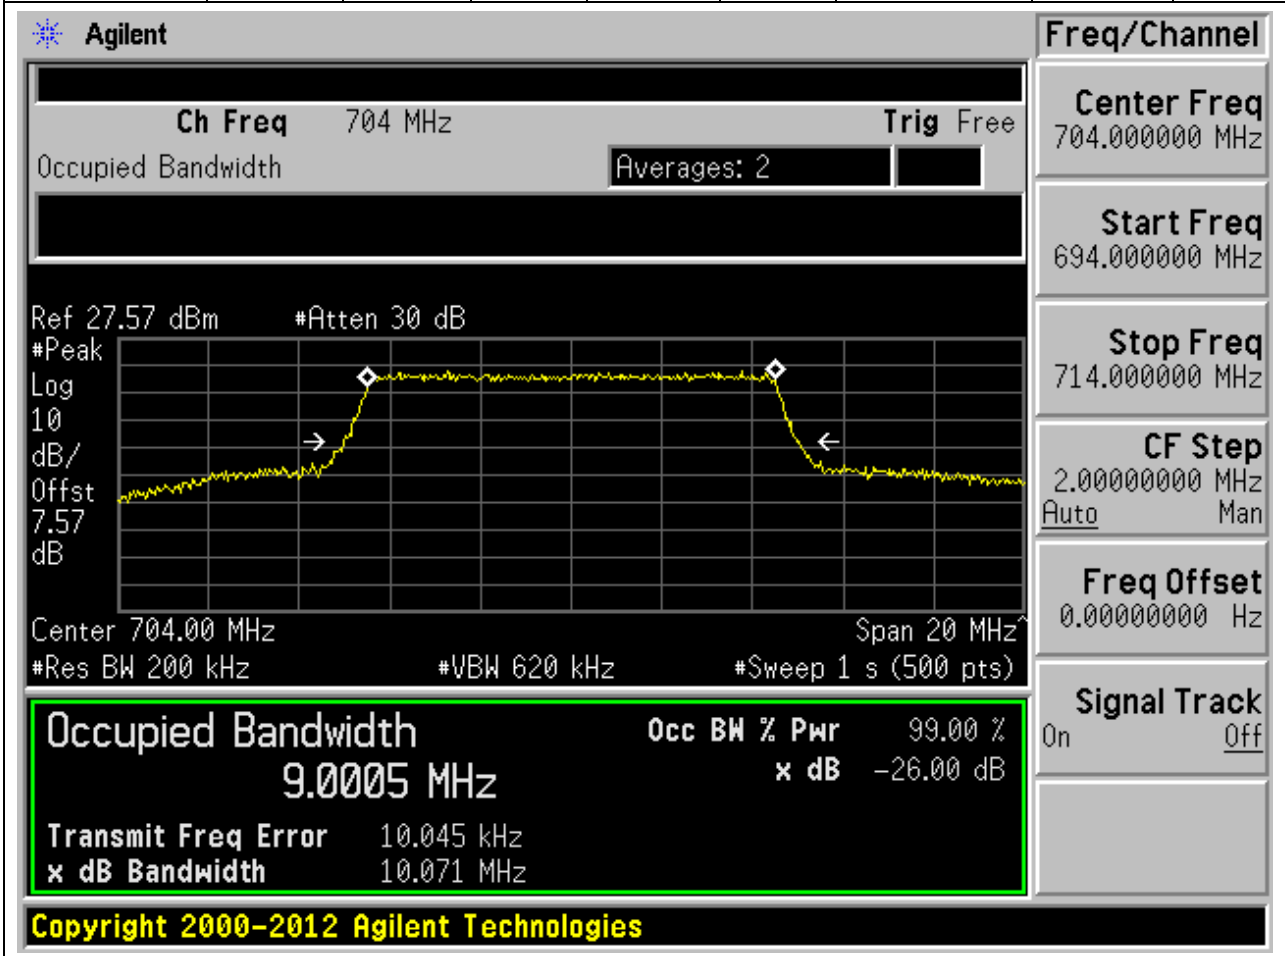 Agilent
Freq/Channel
Ch Freq 704 MHz Trig Free
Occupied Bandwidth Averages: 2
Center Freq
704.000000 MHz
Start Freq
694.000000 MHz
Stop Freq
714.000000 MHz
CF Step
2.00000000 MHz
Auto Man
Freq Offset
0.00000000 Hz
Signal Track
On Off
Ref 27.57 dBm #Atten 30 dB
#Peak
Log
10
dB/
Offst
7.57
dB
Center 704.00 MHz Span 20 MHz^
#Res BW 200 kHz #VBW 620 kHz #Sweep 1 s (500 pts)
Occupied Bandwidth Occ BW % Pwr 99.00 %
9.0005 MHz x dB -26.00 dB
Transmit Freq Error 10.045 kHz
x dB Bandwidth 10.071 MHz
Copyright 2000-2012 Agilent Technologies